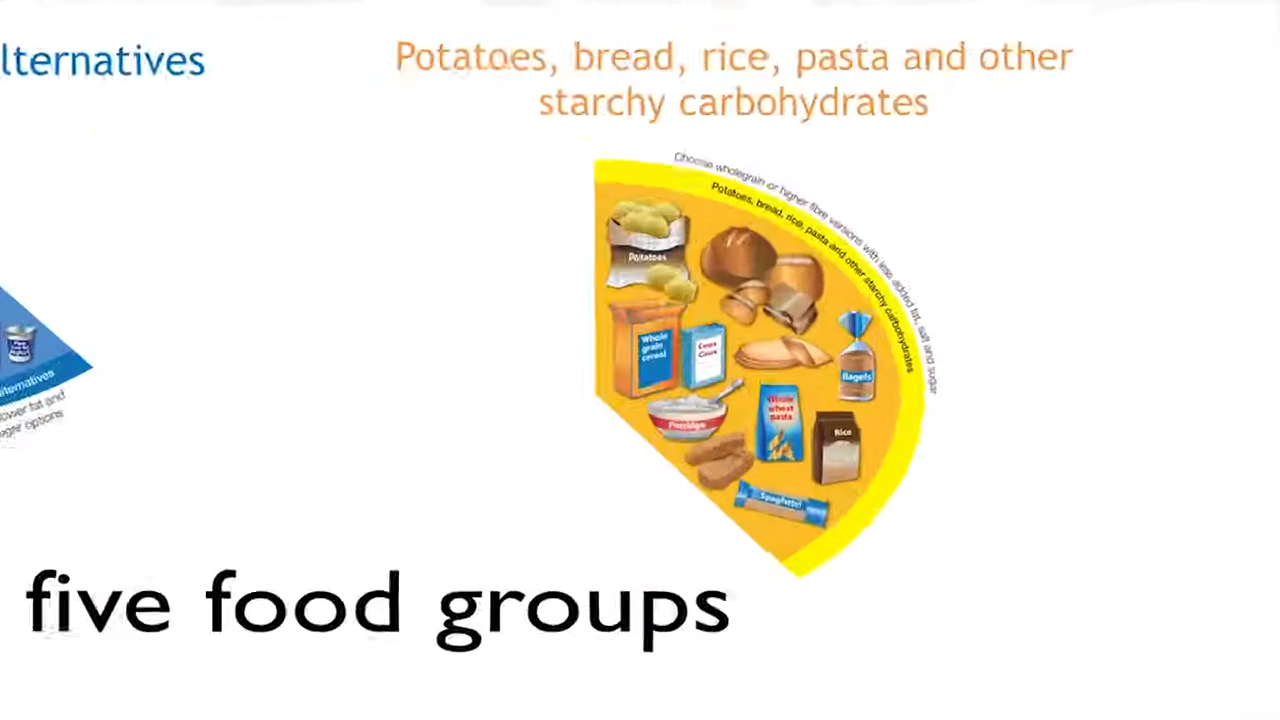 lternatives
Potatoes, bread, rice, pasta and other
starchy carbohydrates
Choose wholegrain or higher fibre versions with less added fat, salt and sugar
Potatoes, bread, rice, pasta and other starchy carbohydrates
Potatoes
Whole
grain
cereal
Cous
Cous
Bagels
Whole
wheat
pasta
Porridge
Rice
Spaghetti
lternatives
lower fat and
options
five food groups